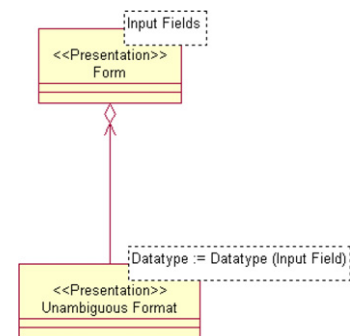 Input Fields
<<Presentation>>
Form
Datatype := Datatype (Input Field)
<<Presentation>>
Unambiguous Format